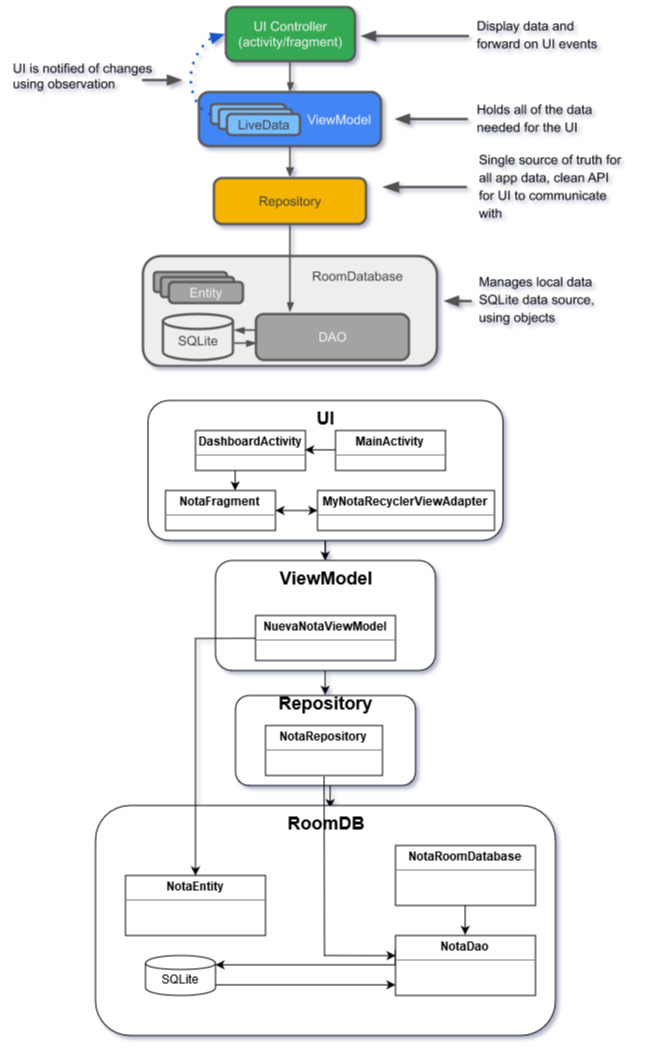 UI Controller
(activity/fragment)
Display data and
forward on UI events
UI is notified of changes
using observation
LiveData
ViewModel
Holds all of the data
needed for the UI
Repository
Single source of truth for
all app data, clean API
for UI to communicate
with
RoomDatabase
Entity
SQLite
DAO
Manages local data
SQLite data source,
using objects
UI
DashboardActivity
MainActivity
NotaFragment
MyNotaRecyclerViewAdapter
ViewModel
NuevaNotaViewModel
Repository
NotaRepository
RoomDB
NotaRoomDatabase
NotaEntity
NotaDao
SQLite